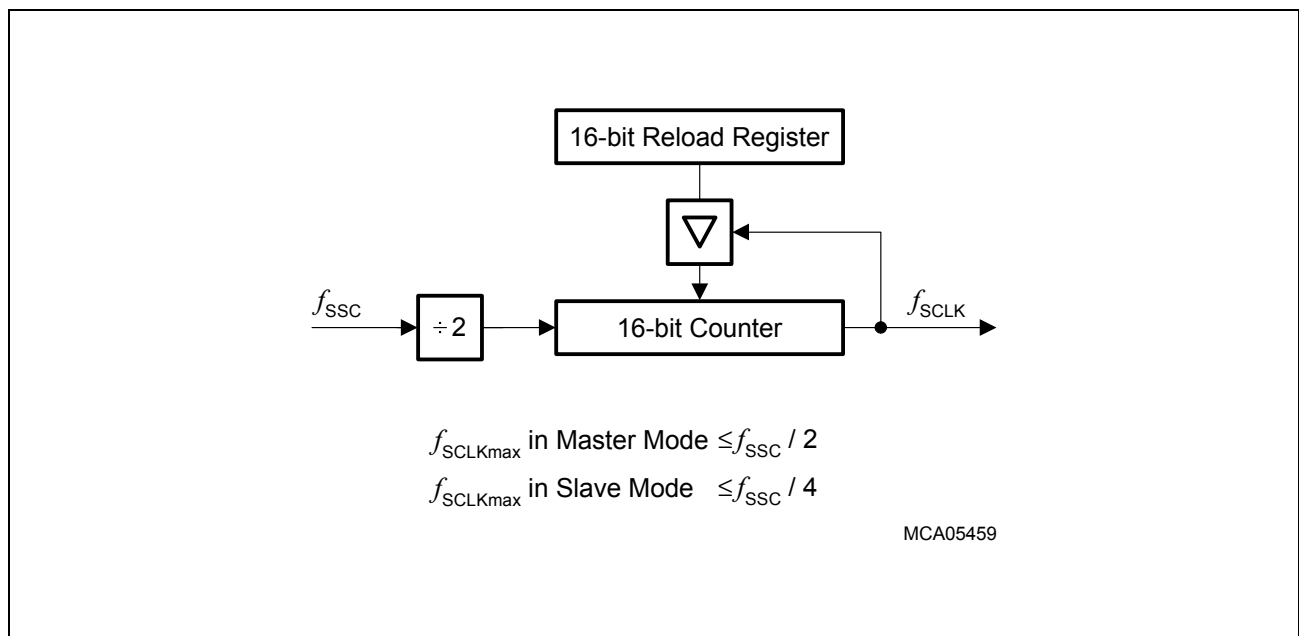 16-bit Reload Register
▽
fSSC
÷2
16-bit Counter
fSCLK
fSCLKmax in Master Mode ≤fSSC / 2
fSCLKmax in Slave Mode ≤fSSC / 4
MCA05459